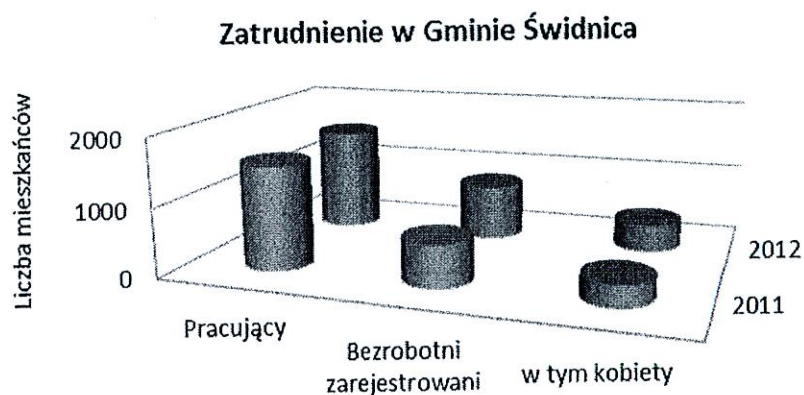 Zatrudnienie w Gminie Świdnica
Liczba mieszkańców
2000
1000
0
Pracujący
Bezrobotni
zarejestrowani
w tym kobiety
2012
2011